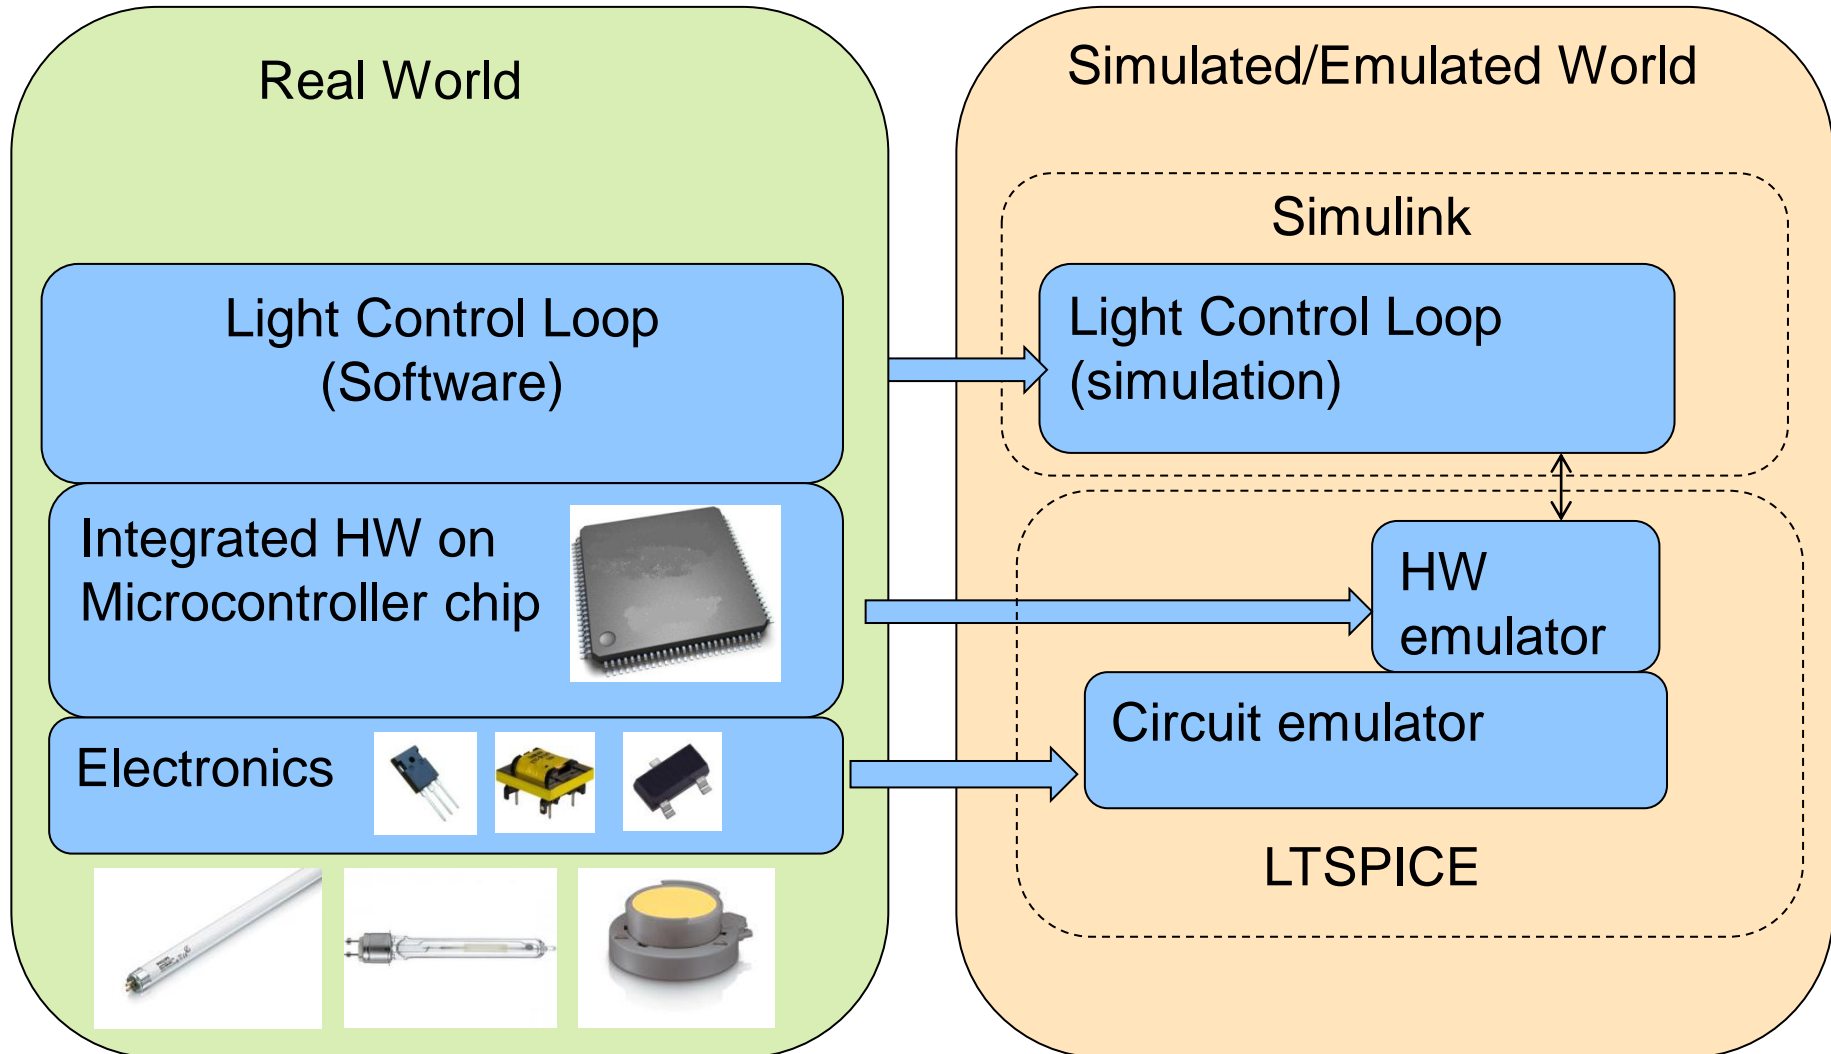 Real World
Light Control Loop
(Software)
Integrated HW on
Microcontroller chip
Electronics
Simulated/Emulated World
Simulink
Light Control Loop
(simulation)
HW
emulator
Circuit emulator
LTSPICE